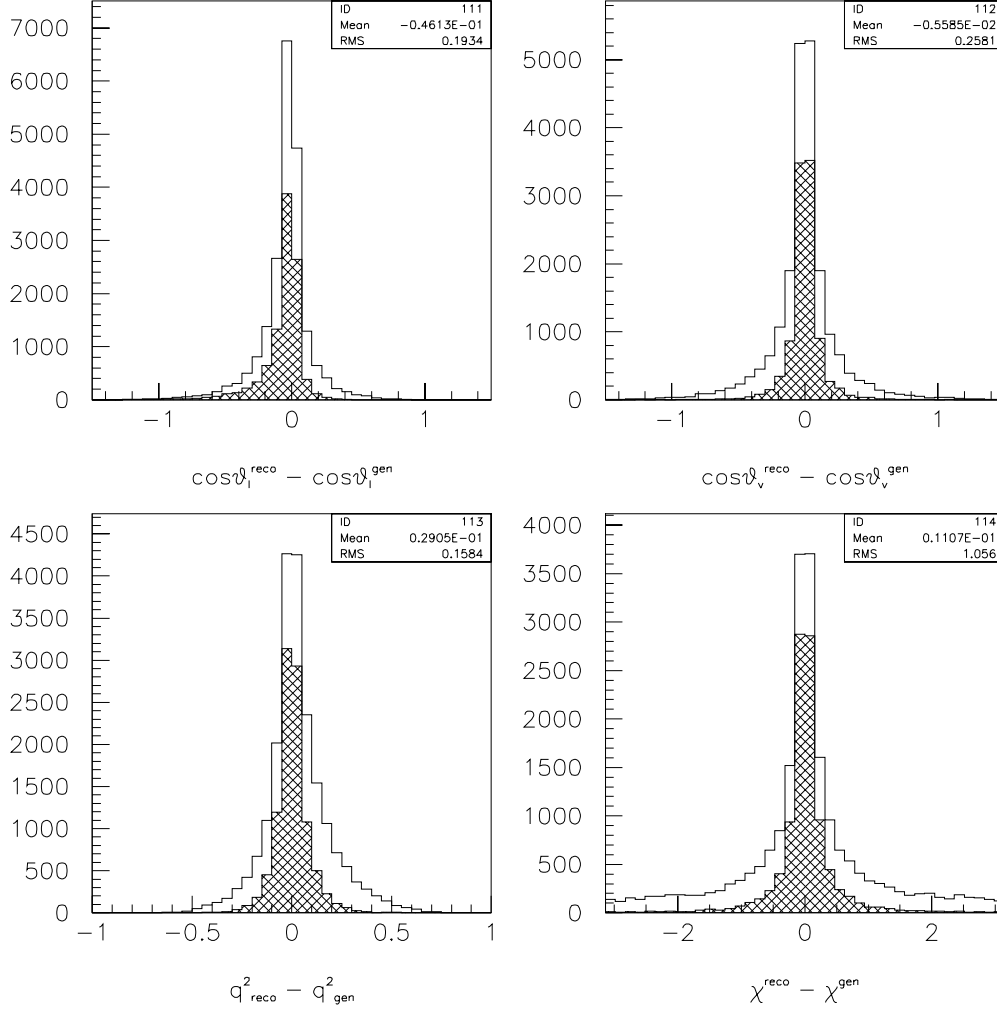 ID 111
Mean -0.4613E-01
RMS 0.1934
7000
6000
5000
4000
3000
2000
1000
0
−1 0 1
cosϑ_l^reco − cosϑ_l^gen
ID 112
Mean -0.5585E-02
RMS 0.2581
5000
4000
3000
2000
1000
0
−1 0 1
cosϑ_v^reco − cosϑ_v^gen
ID 113
Mean 0.2905E-01
RMS 0.1584
4500
4000
3500
3000
2500
2000
1500
1000
500
0
−1 −0.5 0 0.5 1
q²_reco − q²_gen
ID 114
Mean 0.1107E-01
RMS 1.056
4000
3500
3000
2500
2000
1500
1000
500
0
−2 0 2
χ^reco − χ^gen